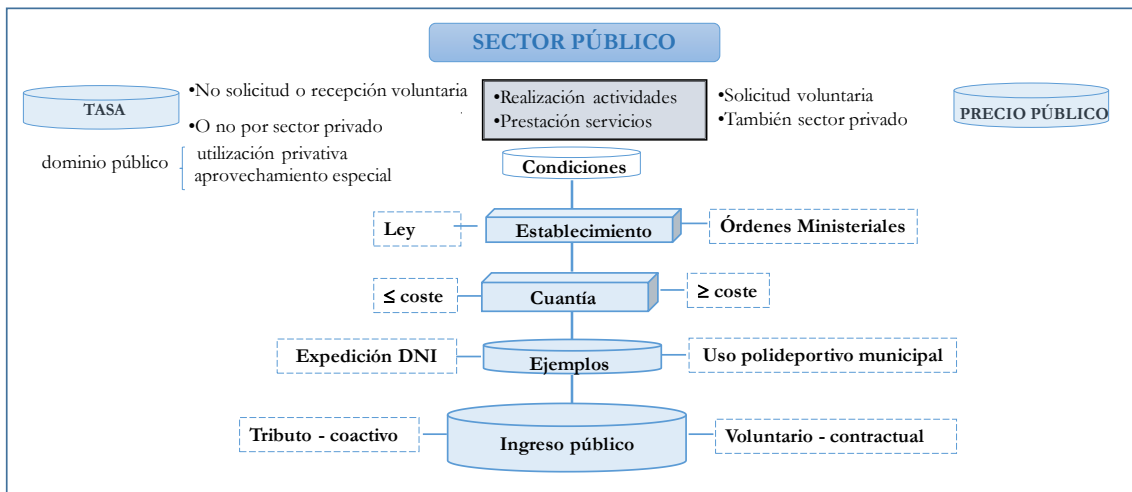 SECTOR PÚBLICO
TASA
•No solicitud o recepción voluntaria
•O no por sector privado
dominio público
utilización privativa
aprovechamiento especial
•Realización actividades
•Prestación servicios
•Solicitud voluntaria
•También sector privado
PRECIO PÚBLICO
Condiciones
Ley
Establecimiento
Órdenes Ministeriales
≤ coste
Cuantía
≥ coste
Expedición DNI
Ejemplos
Uso polideportivo municipal
Tributo - coactivo
Ingreso público
Voluntario - contractual